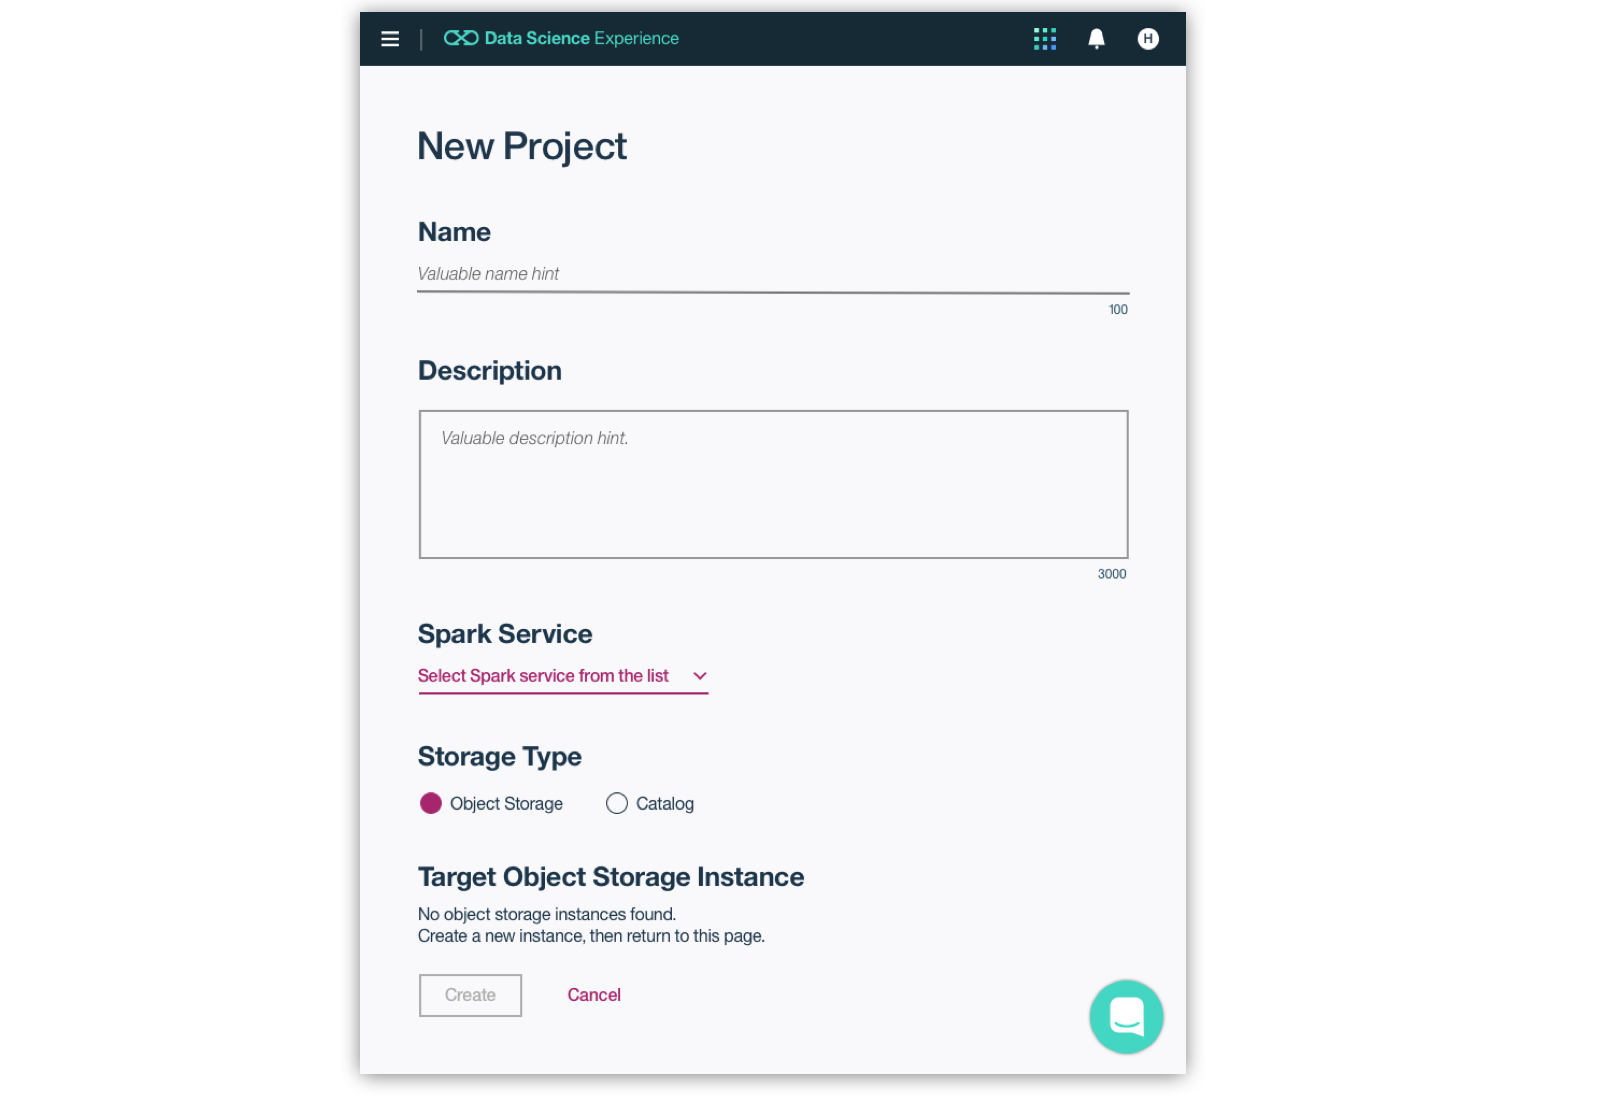 Data Science Experience
H
New Project
Name
Valuable name hint
100
Description
Valuable description hint.
3000
Spark Service
Select Spark service from the list
Storage Type
Object Storage
Catalog
Target Object Storage Instance
No object storage instances found.
Create a new instance, then return to this page.
Create
Cancel